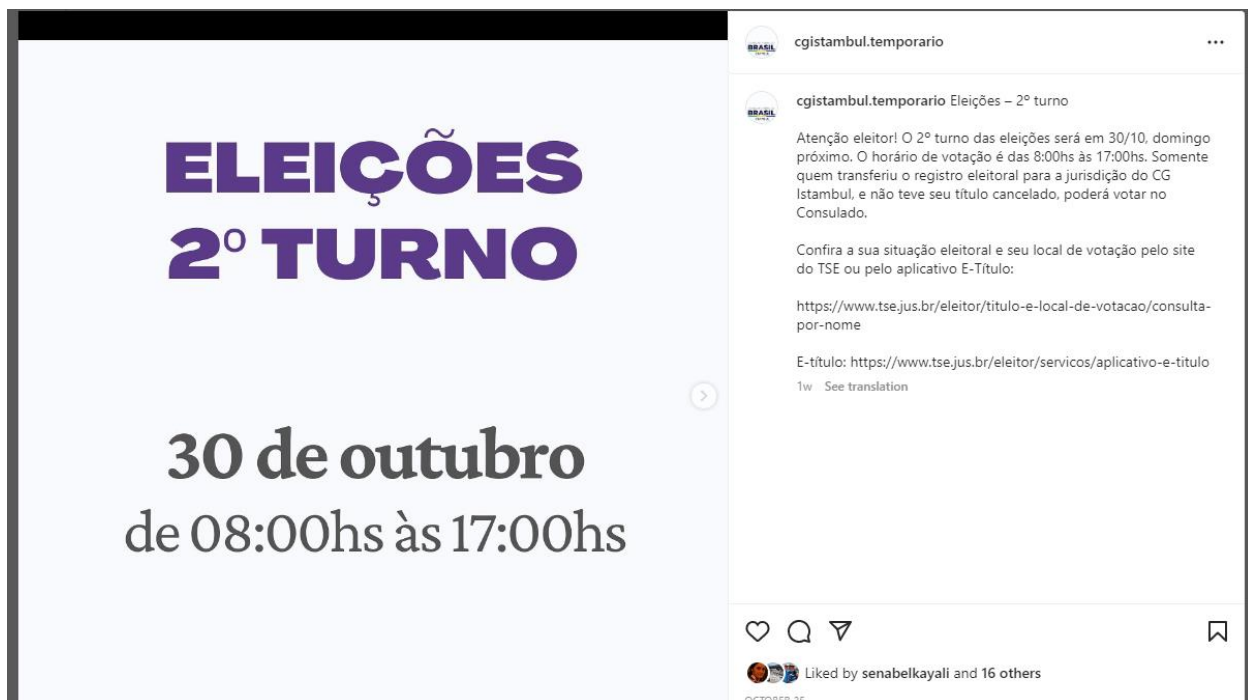 ELEIÇÕES
2º TURNO
30 de outubro
de 08:00hs às 17:00hs
BRASIL
cgistambul.temporario
BRASIL
cgistambul.temporario Eleições – 2º turno
Atenção eleitor! O 2º turno das eleições será em 30/10, domingo
próximo. O horário de votação é das 8:00hs às 17:00hs. Somente
quem transferiu o registro eleitoral para a jurisdição do CG
Istambul, e não teve seu título cancelado, poderá votar no
Consulado.
Confira a sua situação eleitoral e seu local de votação pelo site
do TSE ou pelo aplicativo E-Título:
https://www.tse.jus.br/eleitor/titulo-e-local-de-votacao/consulta-
por-nome
E-título: https://www.tse.jus.br/eleitor/servicos/aplicativo-e-titulo
1w See translation
Liked by senabelkayali and 16 others